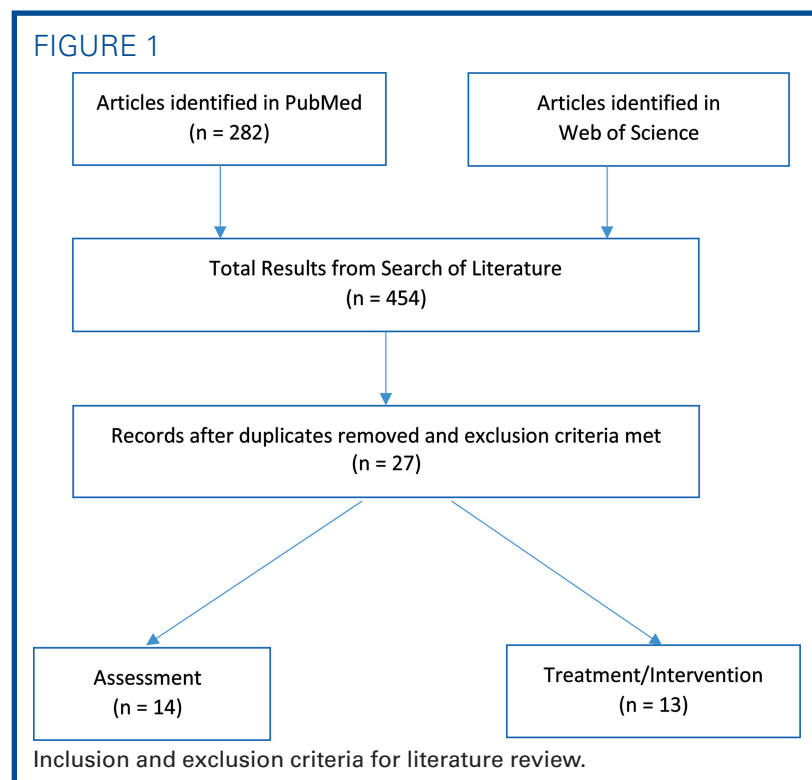 FIGURE 1
Articles identified in PubMed
(n = 282)
Articles identified in
Web of Science
Total Results from Search of Literature
(n = 454)
Records after duplicates removed and exclusion criteria met
(n = 27)
Assessment
(n = 14)
Treatment/Intervention
(n = 13)
Inclusion and exclusion criteria for literature review.